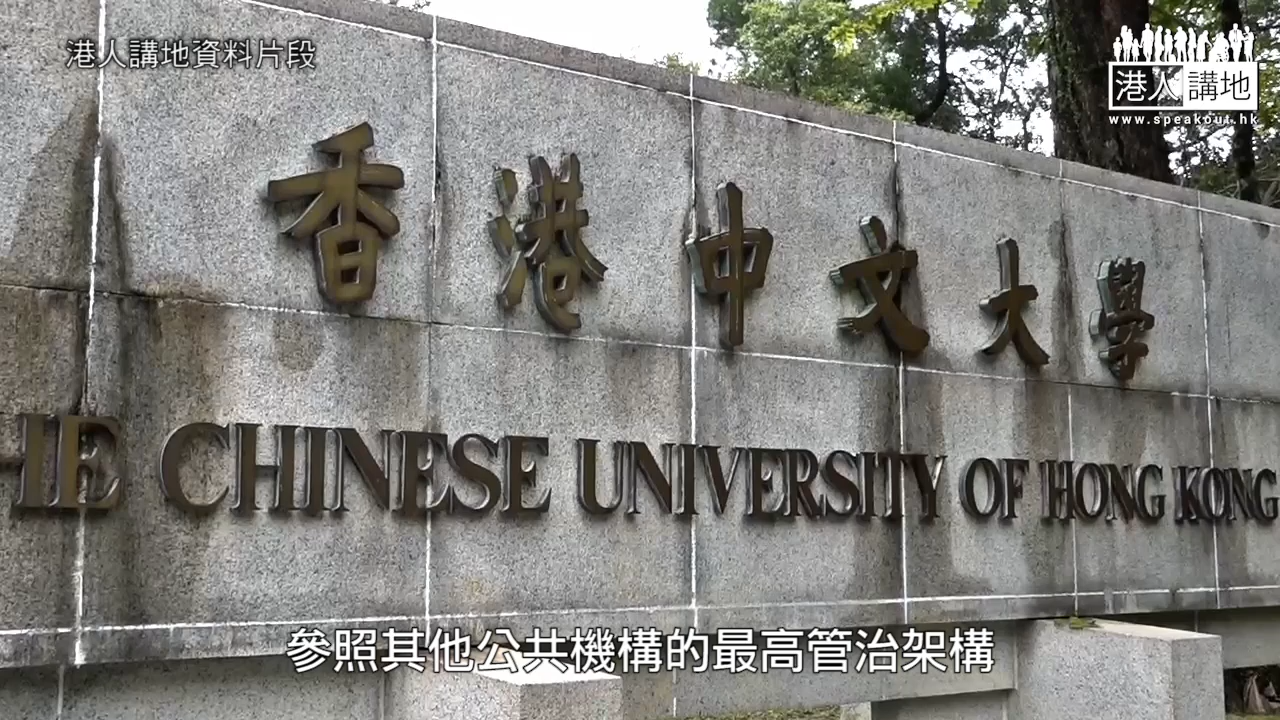 港人講地資料片段
港人講地
www.speakout.hk
香港中文大學
THE CHINESE UNIVERSITY OF HONG KONG
參照其他公共機構的最高管治架構